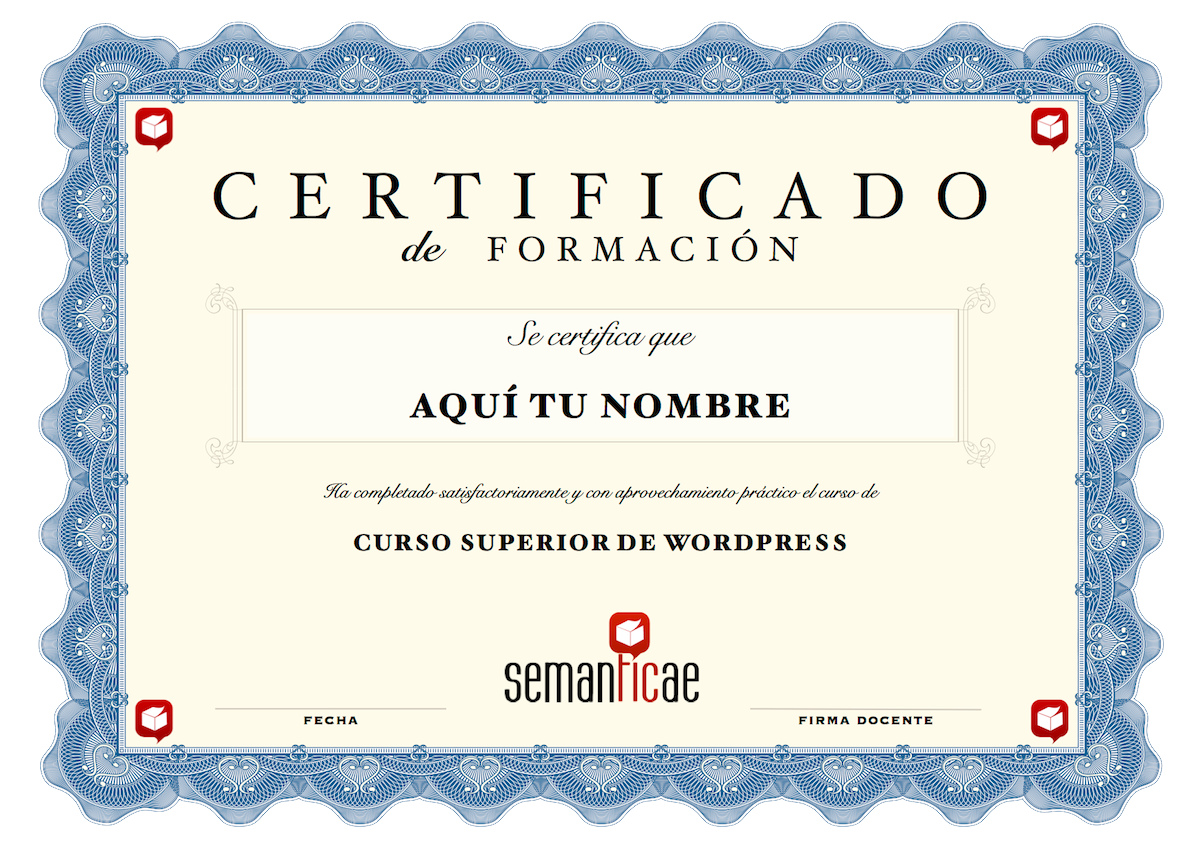 CERTIFICADO
de FORMACIÓN
Se certifica que
AQUÍ TU NOMBRE
Ha completado satisfactoriamente y con aprovechamiento práctico el curso de
CURSO SUPERIOR DE WORDPRESS
semanticae
FECHA
FIRMA DOCENTE